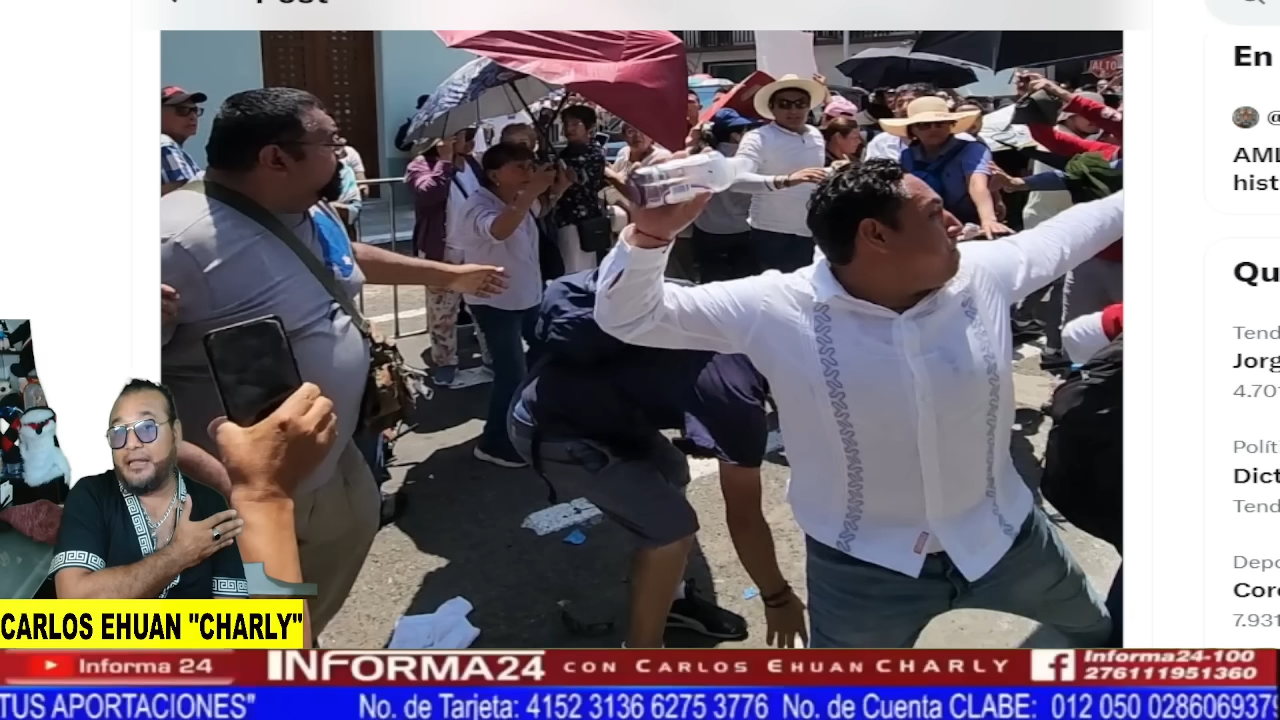 Post
ALTO
En
@
AML
hist
Qu
Tend
Jorg
4.701
Polít
Dict
Tend
Depo
Core
7.931
CARLOS EHUAN "CHARLY"
Informa 24
INFORMA24 CON CARLOS EHUAN CHARLY
Informa24-100
276111951360
TUS APORTACIONES" No. de Tarjeta: 4152 3136 6275 3776 No. de Cuenta CLABE: 012 050 0286069379